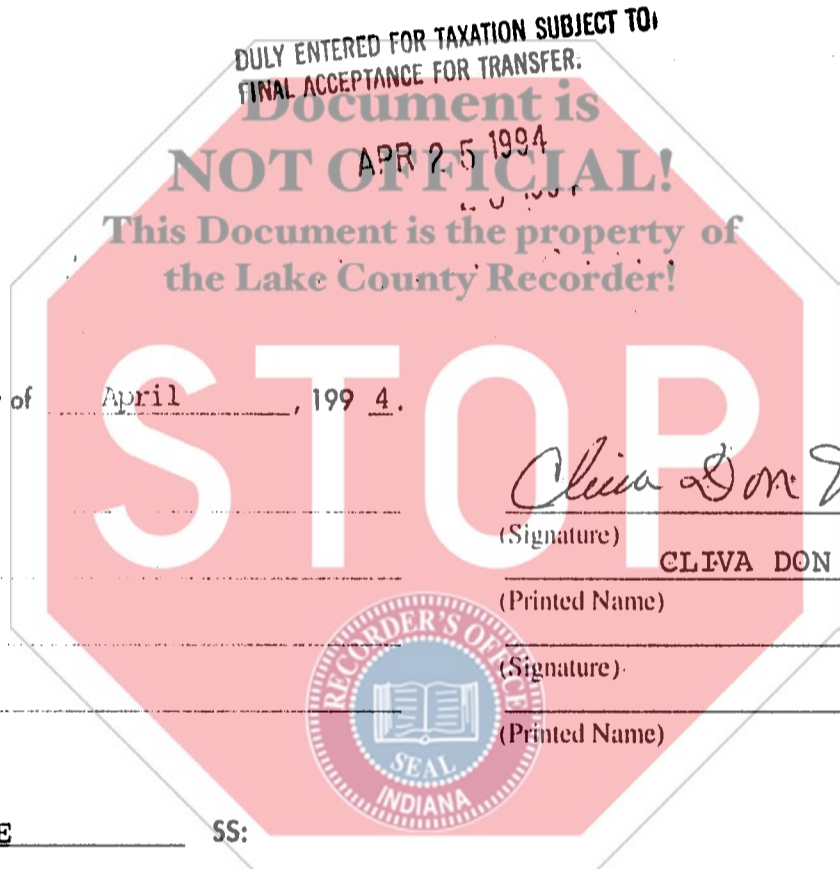 DULY ENTERED FOR TAXATION SUBJECT TO
FINAL ACCEPTANCE FOR TRANSFER.
Document is
APR 25 1994
NOT OFFICIAL!
This Document is the property of
the Lake County Recorder!
STOP
of April, 199 4.
Cliva Don
(Signature)
CLIVA DON
(Printed Name)
(Signature)
(Printed Name)
RECORDER'S OFFICE
SEAL
INDIANA
E SS: